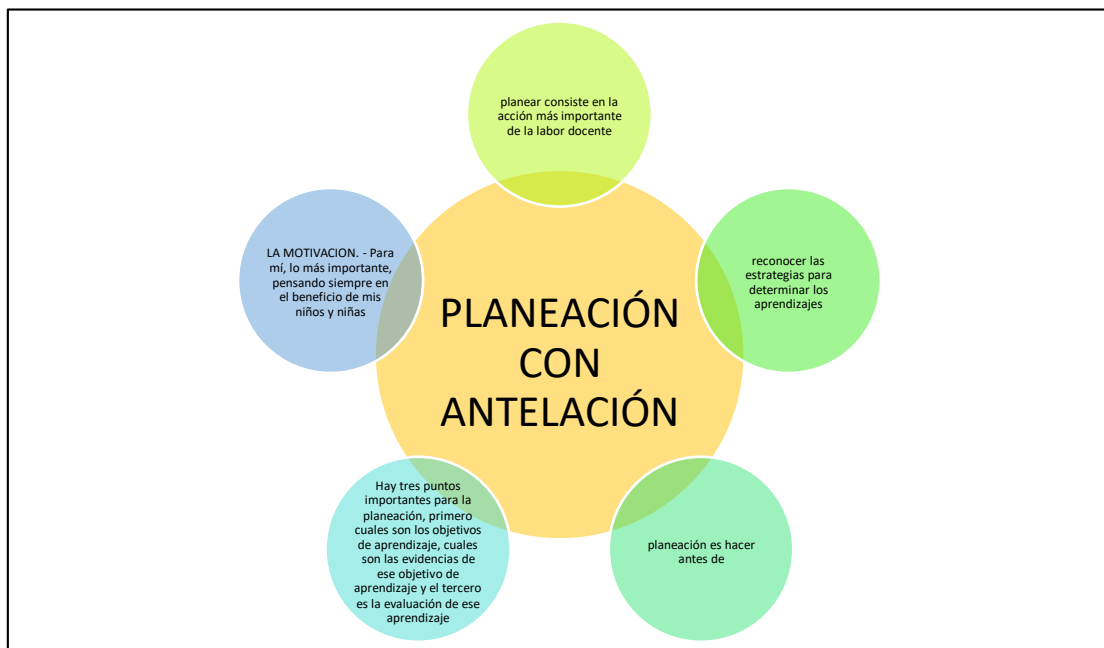 planear consiste en la
acción más importante
de la labor docente
reconocer las
estrategias para
determinar los
aprendizajes
planeación es hacer
antes de
Hay tres puntos
importantes para la
planeación, primero
cuales son los objetivos
de aprendizaje, cuales
son las evidencias de
ese objetivo de
aprendizaje y el tercero
es la evaluación de ese
aprendizaje
LA MOTIVACION. - Para
mí, lo más importante,
pensando siempre en
el beneficio de mis
niños y niñas
PLANEACIÓN
CON
ANTELACIÓN